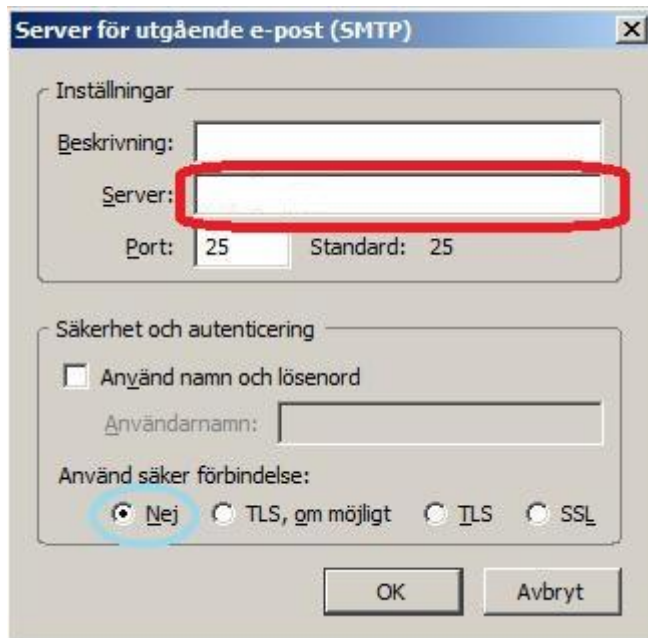 Server för utgående e-post (SMTP)
Inställningar
Beskrivning:
Server:
Port: 25 Standard: 25
Säkerhet och autenticering
Använd namn och lösenord
Användarnamn:
Använd säker förbindelse:
Nej TLS, om möjligt TLS SSL
OK Avbryt